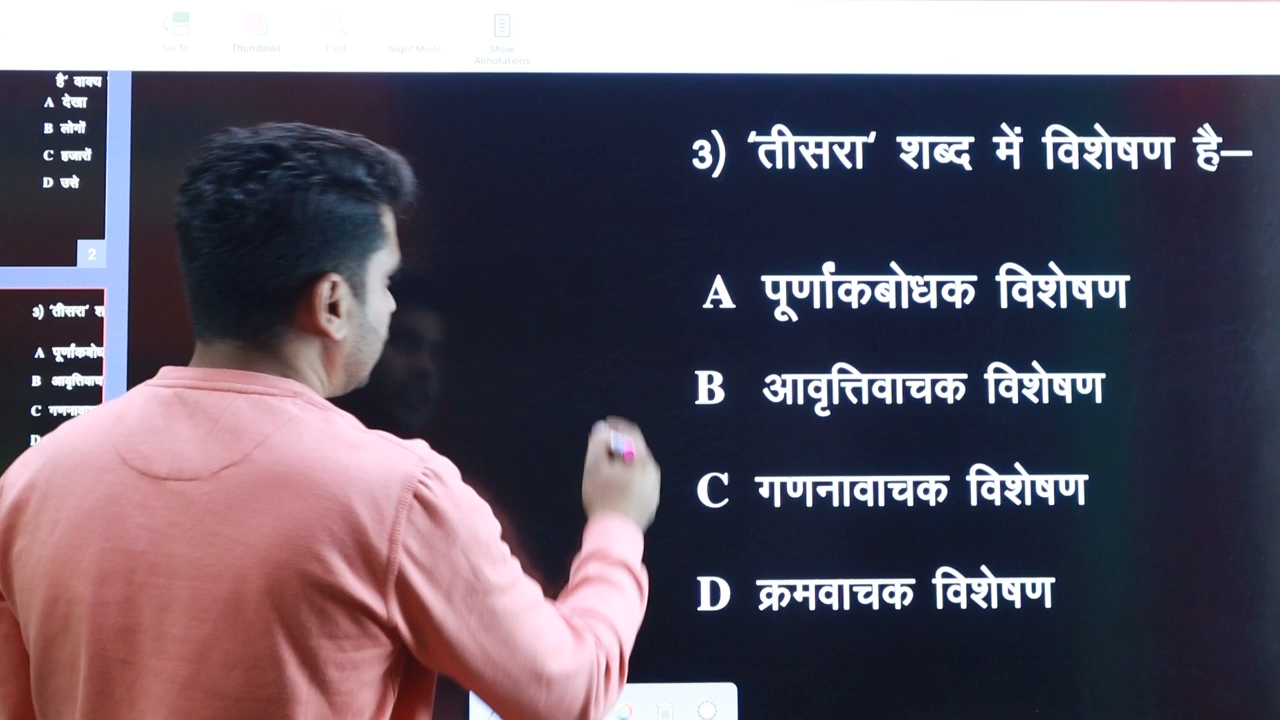 Go To
Thumbnail
Find
Night Mode
Show
Annotations
है' वाक्य
A देखा
B लोगों
C हजारों
D उसे
2
3) 'तीसरा' श
A पूर्णांकबोध
B आवृत्तिवाच
C गणनावा
D
3) 'तीसरा' शब्द में विशेषण है–
A पूर्णांकबोधक विशेषण
B आवृत्तिवाचक विशेषण
C गणनावाचक विशेषण
D क्रमवाचक विशेषण